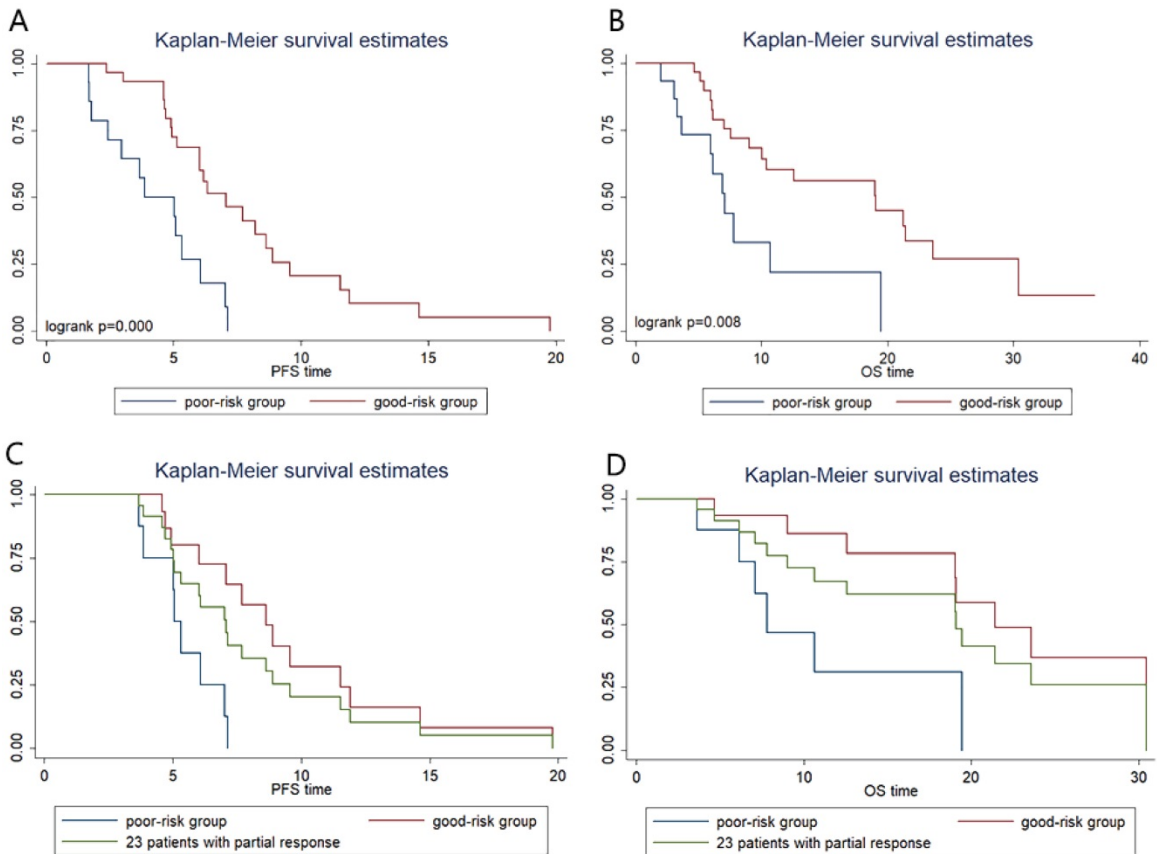 A
Kaplan-Meier survival estimates
1.00
0.75
0.50
0.25
0.00
logrank p=0.000
0 5 10 15 20
PFS time
poor-risk group good-risk group
B
Kaplan-Meier survival estimates
1.00
0.75
0.50
0.25
0.00
logrank p=0.008
0 10 20 30 40
OS time
poor-risk group good-risk group
C
Kaplan-Meier survival estimates
1.00
0.75
0.50
0.25
0.00
0 5 10 15 20
PFS time
poor-risk group good-risk group
23 patients with partial response
D
Kaplan-Meier survival estimates
1.00
0.75
0.50
0.25
0.00
0 10 20 30
OS time
poor-risk group good-risk group
23 patients with partial response